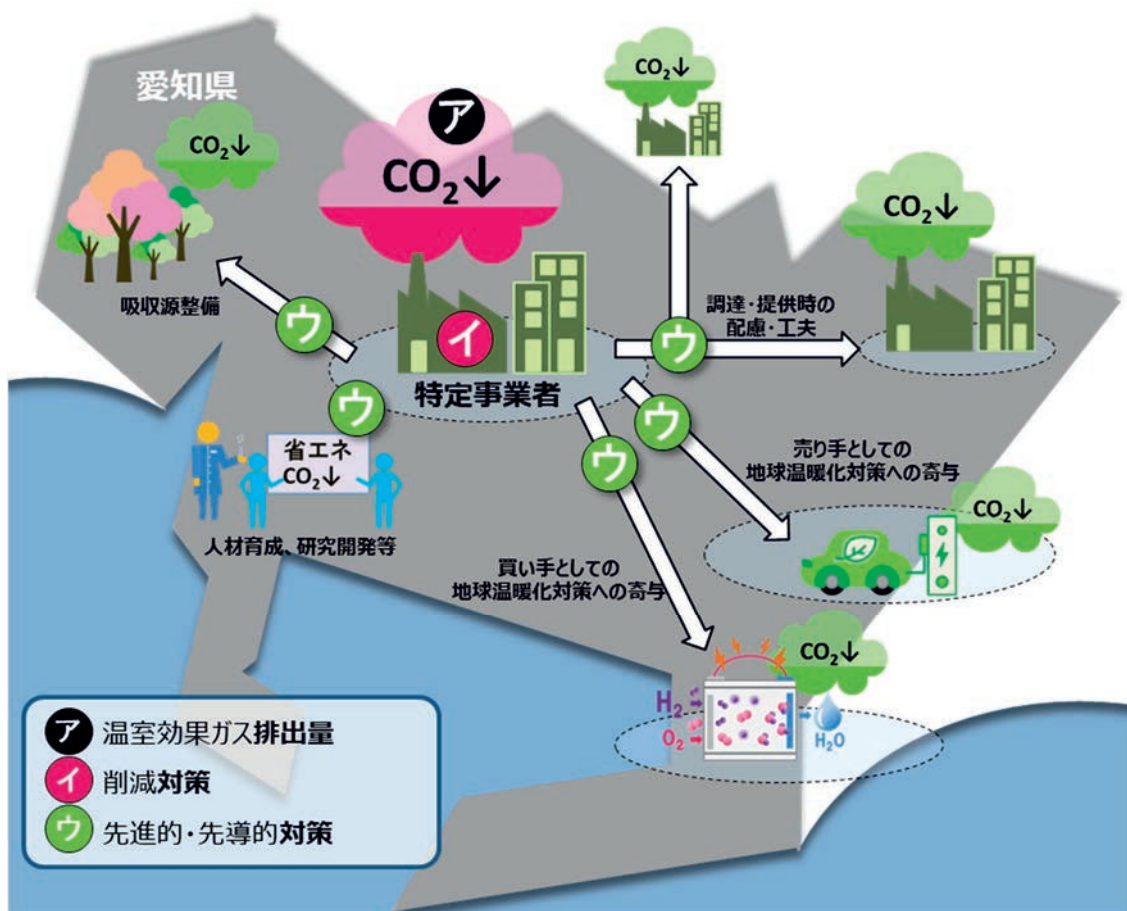 愛知県
CO₂↓
ア
CO₂↓
CO₂↓
CO₂↓
吸収源整備
ウ
イ
特定事業者
ウ
調達・提供時の
配慮・工夫
ウ
省エネ
CO₂↓
人材育成、研究開発等
ウ
売り手としての
地球温暖化対策への寄与
CO₂↓
ウ
買い手としての
地球温暖化対策への寄与
CO₂↓
H₂
O₂
H₂O
ア 温室効果ガス排出量
イ 削減対策
ウ 先進的・先導的対策